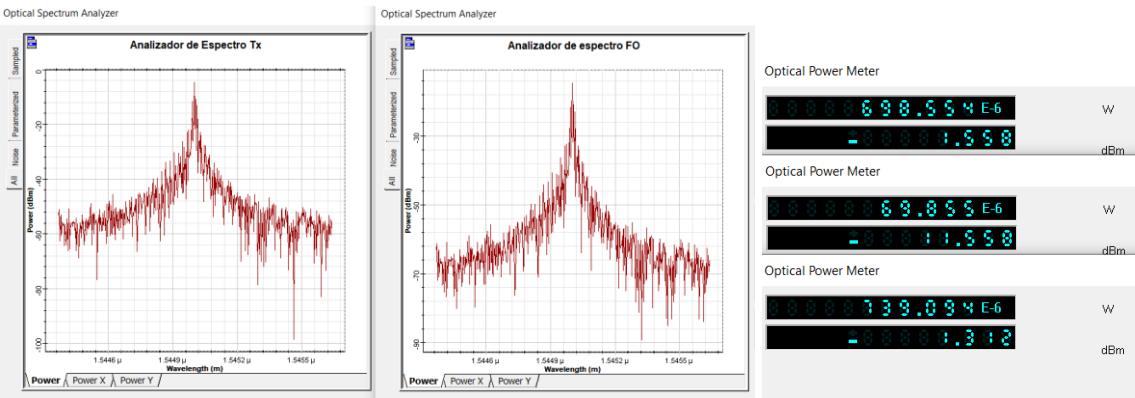 Optical Spectrum Analyzer
Analizador de Espectro Tx
Sampled
Parameterized
Noise
All
Power (dBm)
0
-20
-40
-60
-80
-100
1.5446 µ
1.5449 µ
1.5452 µ
1.5455 µ
Wavelength (m)
Power
Power X
Power Y
Optical Spectrum Analyzer
Analizador de espectro FO
Sampled
Parameterized
Noise
All
Power (dBm)
-30
-50
-70
-90
1.5446 µ
1.5449 µ
1.5452 µ
1.5455 µ
Wavelength (m)
Power
Power X
Power Y
Optical Power Meter
698.554 E-6 W
-1.558 dBm
Optical Power Meter
69.855 E-6 W
-11.558 dBm
Optical Power Meter
739.094 E-6 W
-1.312 dBm